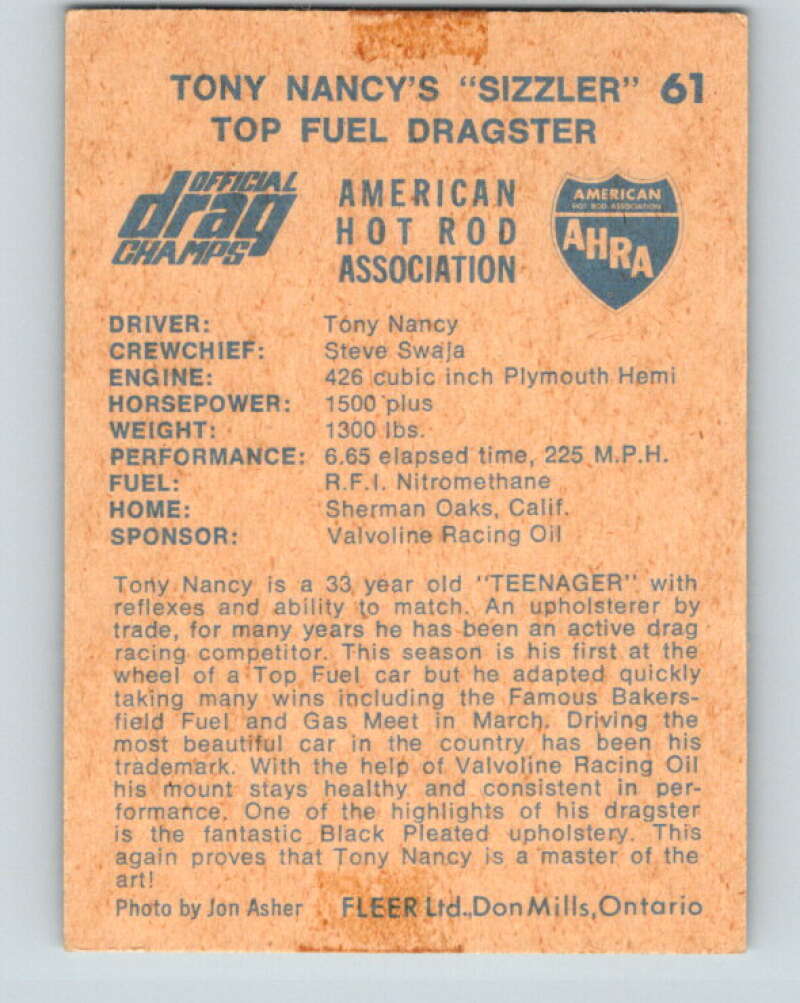 TONY NANCY'S "SIZZLER" 61
TOP FUEL DRAGSTER
OFFICIAL
drag
CHAMPS
AMERICAN
HOT ROD
ASSOCIATION
AMERICAN
HOT ROD ASSOCIATION
AHRA
DRIVER: Tony Nancy
CREWCHIEF: Steve Swaja
ENGINE: 426 cubic inch Plymouth Hemi
HORSEPOWER: 1500 plus
WEIGHT: 1300 lbs.
PERFORMANCE: 6.65 elapsed time, 225 M.P.H.
FUEL: R.F.I. Nitromethane
HOME: Sherman Oaks, Calif.
SPONSOR: Valvoline Racing Oil
Tony Nancy is a 33 year old "TEENAGER" with
reflexes and ability to match. An upholsterer by
trade, for many years he has been an active drag
racing competitor. This season is his first at the
wheel of a Top Fuel car but he adapted quickly
taking many wins including the Famous Bakers-
field Fuel and Gas Meet in March. Driving the
most beautiful car in the country has been his
trademark. With the help of Valvoline Racing Oil
his mount stays healthy and consistent in per-
formance. One of the highlights of his dragster
is the fantastic Black Pleated upholstery. This
again proves that Tony Nancy is a master of the
art!
Photo by Jon Asher FLEER Ltd., Don Mills, Ontario